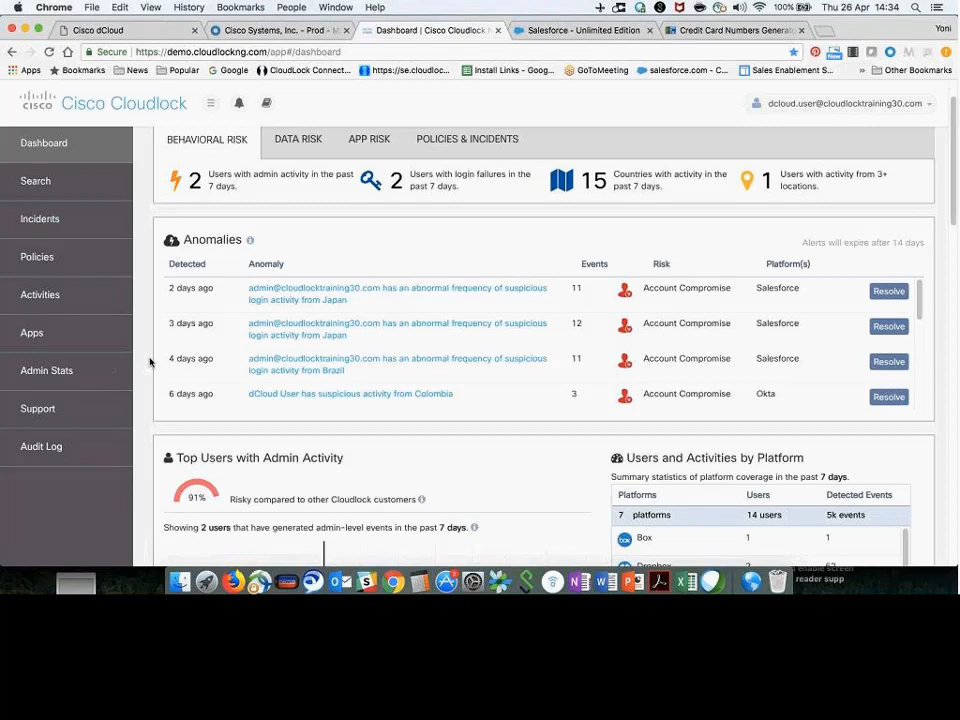 Chrome File Edit View History Bookmarks People Window Help 100% Thu 26 Apr 14:34
Cisco dCloud
Cisco Systems, Inc. - Prod - M
Dashboard | Cisco Cloudlock
Salesforce - Unlimited Edition
Credit Card Numbers Generat
Yoni
Secure https://demo.cloudlockng.com/app#/dashboard
New
Apps Bookmarks News Popular Google CloudLock Connect... https://se.cloudloc... Install Links - Goog... GoToMeeting salesforce.com - C... Sales Enablement S... » Other Bookmarks
CISCO Cisco Cloudlock
dcloud.user@cloudlocktraining30.com
Dashboard
Search
Incidents
Policies
Activities
Apps
Admin Stats
Support
Audit Log
BEHAVIORAL RISK DATA RISK APP RISK POLICIES & INCIDENTS
2 Users with admin activity in the past 7 days.
2 Users with login failures in the past 7 days.
15 Countries with activity in the past 7 days.
1 Users with activity from 3+ locations.
Anomalies
Alerts will expire after 14 days
Detected Anomaly Events Risk Platform(s)
2 days ago admin@cloudlocktraining30.com has an abnormal frequency of suspicious 11 Account Compromise Salesforce Resolve
login activity from Japan
3 days ago admin@cloudlocktraining30.com has an abnormal frequency of suspicious 12 Account Compromise Salesforce Resolve
login activity from Japan
4 days ago admin@cloudlocktraining30.com has an abnormal frequency of suspicious 11 Account Compromise Salesforce Resolve
login activity from Brazil
6 days ago dCloud User has suspicious activity from Colombia 3 Account Compromise Okta Resolve
Top Users with Admin Activity
91% Risky compared to other Cloudlock customers
Showing 2 users that have generated admin-level events in the past 7 days.
Users and Activities by Platform
Summary statistics of platform coverage in the past 7 days.
Platforms Users Detected Events
7 platforms 14 users 5k events
Box 1 1
reader supp